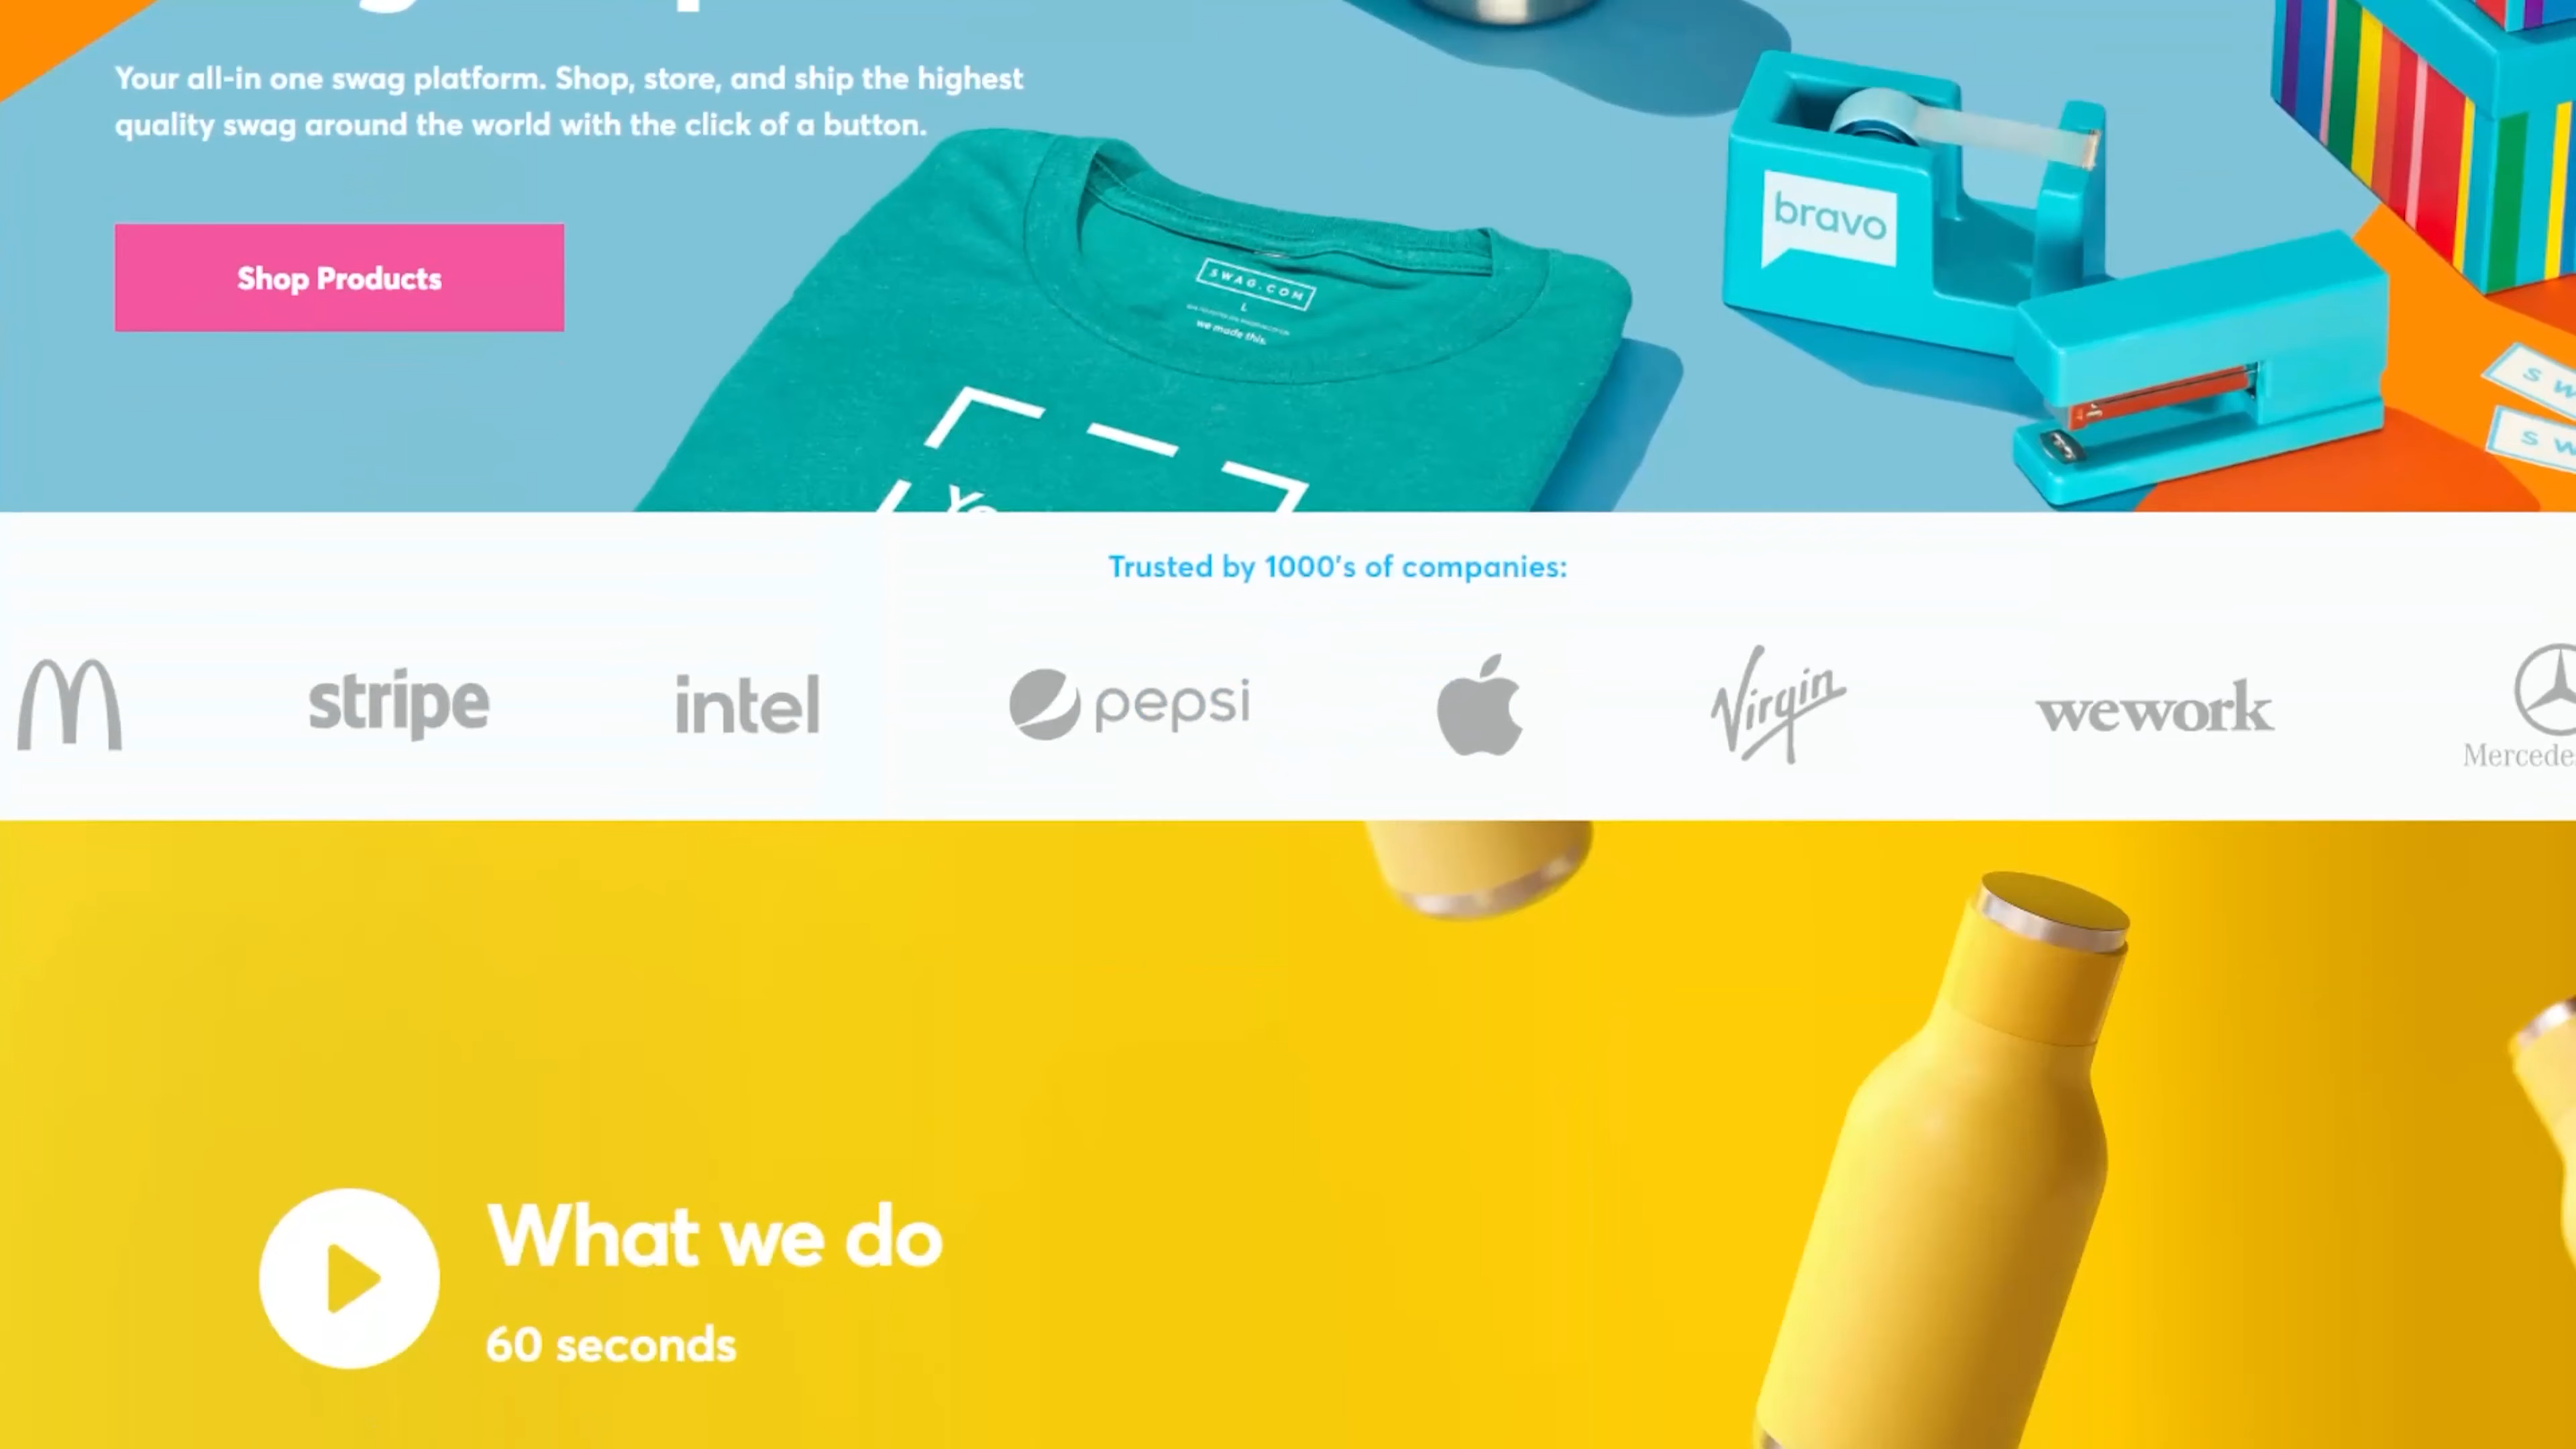 Your all-in one swag platform. Shop, store, and ship the highest
quality swag around the world with the click of a button.
Shop Products
bravo
SWAG.COM
L
we made this.
Trusted by 1000's of companies:
stripe
intel
pepsi
Virgin
wework
What we do
60 seconds